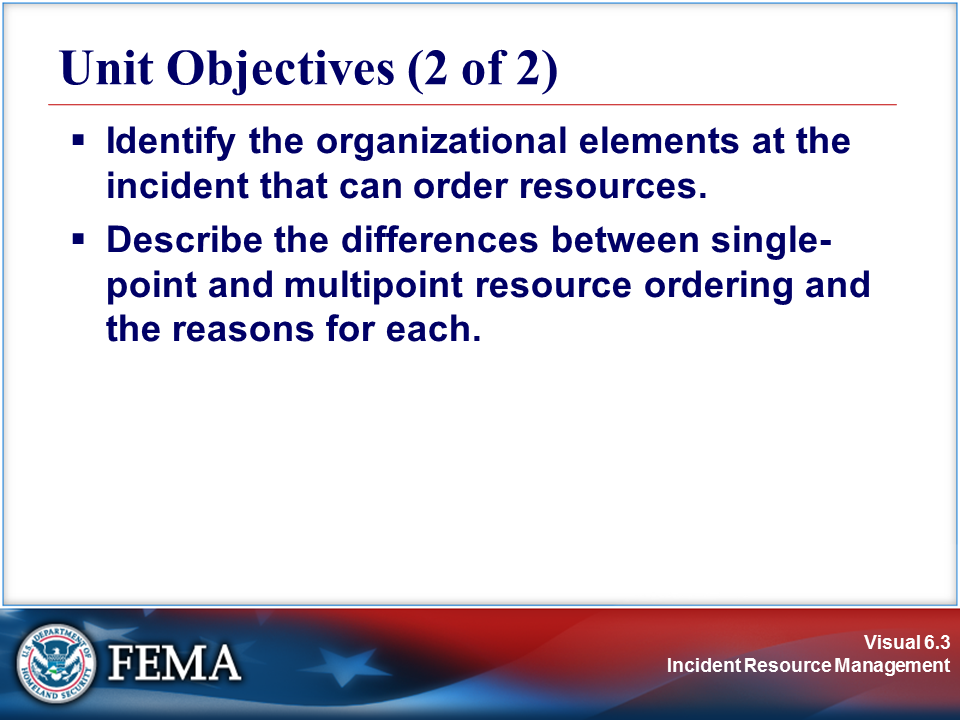 Unit Objectives (2 of 2)
▪ Identify the organizational elements at the
incident that can order resources.
▪ Describe the differences between single-
point and multipoint resource ordering and
the reasons for each.
U.S. DEPARTMENT OF
HOMELAND SECURITY
FEMA
Visual 6.3
Incident Resource Management